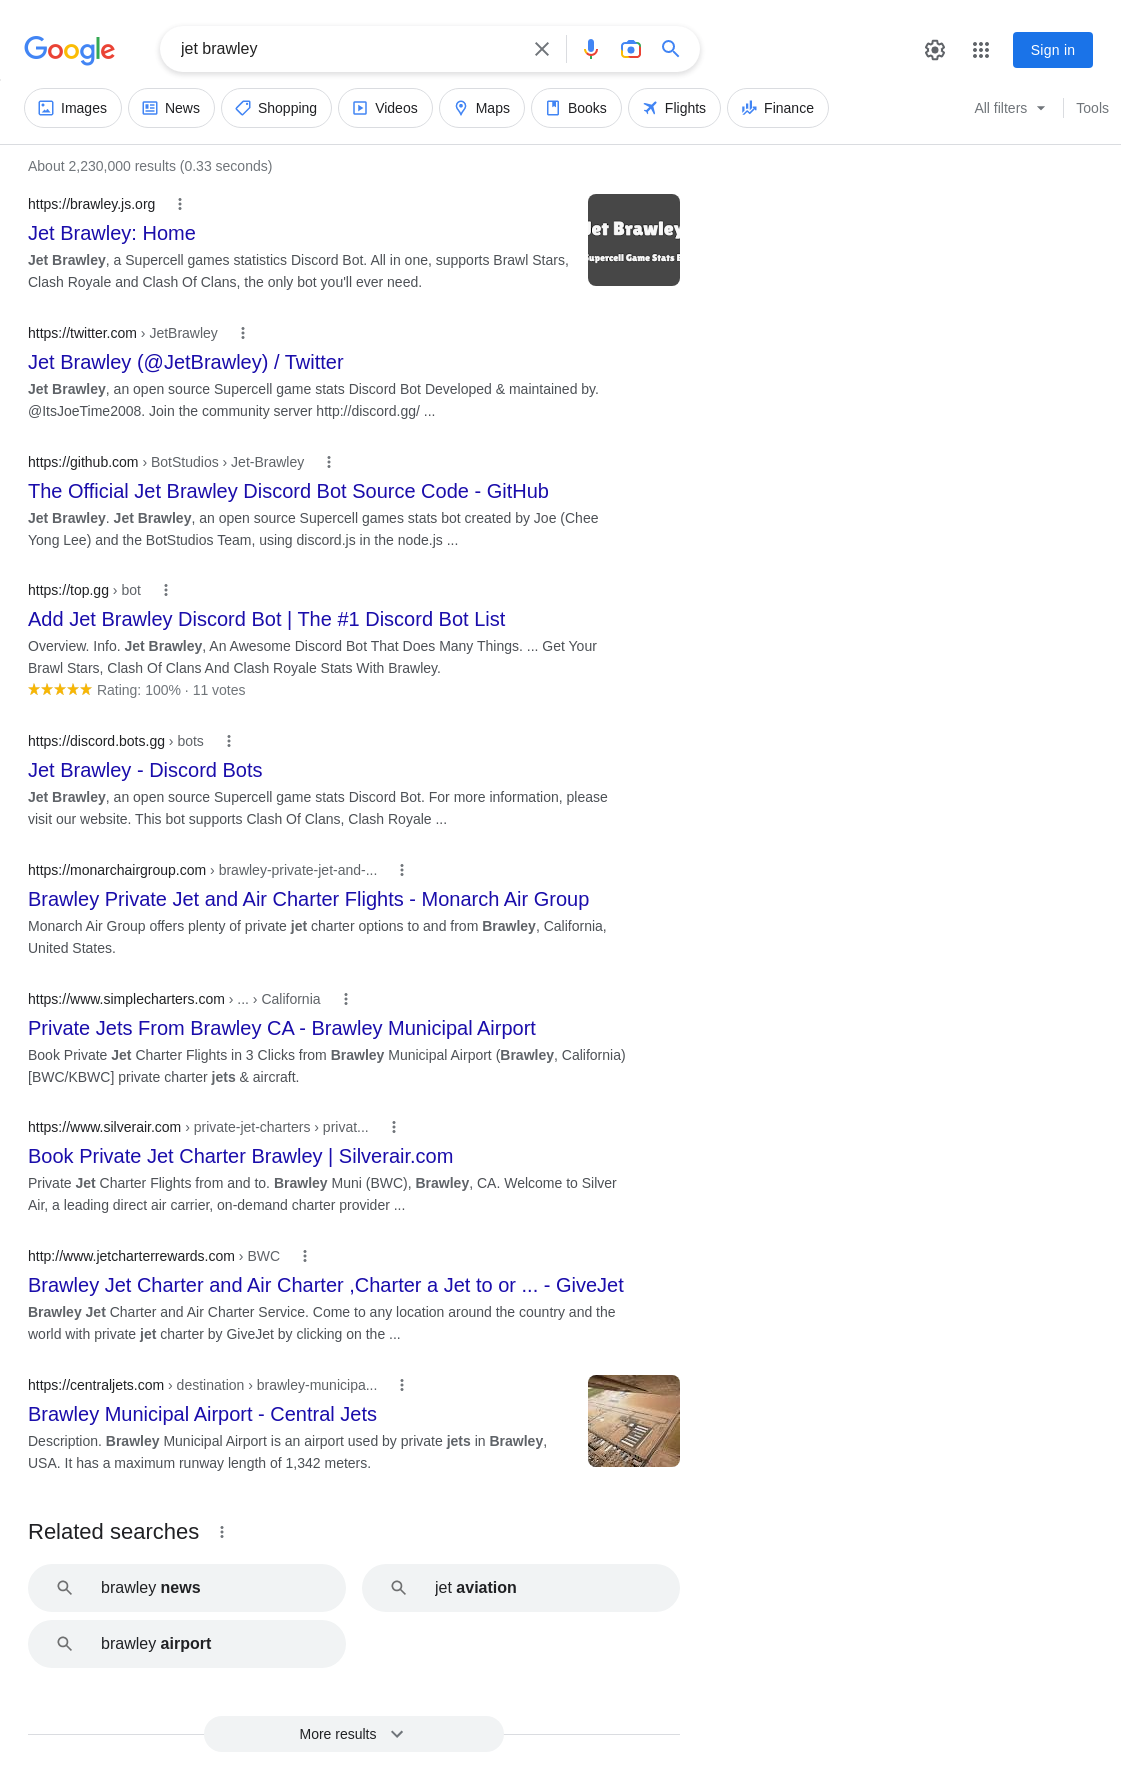 Google
jet brawley
Sign in
Images
News
Shopping
Videos
Maps
Books
Flights
Finance
All filters
Tools
About 2,230,000 results (0.33 seconds)
https://brawley.js.org
Jet Brawley: Home
Jet Brawley, a Supercell games statistics Discord Bot. All in one, supports Brawl Stars,
Clash Royale and Clash Of Clans, the only bot you'll ever need.
Jet Brawley
Supercell Game Stats
https://twitter.com › JetBrawley
Jet Brawley (@JetBrawley) / Twitter
Jet Brawley, an open source Supercell game stats Discord Bot Developed & maintained by.
@ItsJoeTime2008. Join the community server http://discord.gg/ ...
https://github.com › BotStudios › Jet-Brawley
The Official Jet Brawley Discord Bot Source Code - GitHub
Jet Brawley. Jet Brawley, an open source Supercell games stats bot created by Joe (Chee
Yong Lee) and the BotStudios Team, using discord.js in the node.js ...
https://top.gg › bot
Add Jet Brawley Discord Bot | The #1 Discord Bot List
Overview. Info. Jet Brawley, An Awesome Discord Bot That Does Many Things. ... Get Your
Brawl Stars, Clash Of Clans And Clash Royale Stats With Brawley.
Rating: 100% · 11 votes
https://discord.bots.gg › bots
Jet Brawley - Discord Bots
Jet Brawley, an open source Supercell game stats Discord Bot. For more information, please
visit our website. This bot supports Clash Of Clans, Clash Royale ...
https://monarchairgroup.com › brawley-private-jet-and-...
Brawley Private Jet and Air Charter Flights - Monarch Air Group
Monarch Air Group offers plenty of private jet charter options to and from Brawley, California,
United States.
https://www.simplecharters.com › ... › California
Private Jets From Brawley CA - Brawley Municipal Airport
Book Private Jet Charter Flights in 3 Clicks from Brawley Municipal Airport (Brawley, California)
[BWC/KBWC] private charter jets & aircraft.
https://www.silverair.com › private-jet-charters › privat...
Book Private Jet Charter Brawley | Silverair.com
Private Jet Charter Flights from and to. Brawley Muni (BWC), Brawley, CA. Welcome to Silver
Air, a leading direct air carrier, on-demand charter provider ...
http://www.jetcharterrewards.com › BWC
Brawley Jet Charter and Air Charter ,Charter a Jet to or ... - GiveJet
Brawley Jet Charter and Air Charter Service. Come to any location around the country and the
world with private jet charter by GiveJet by clicking on the ...
https://centraljets.com › destination › brawley-municipa...
Brawley Municipal Airport - Central Jets
Description. Brawley Municipal Airport is an airport used by private jets in Brawley,
USA. It has a maximum runway length of 1,342 meters.
Related searches
brawley news
jet aviation
brawley airport
More results